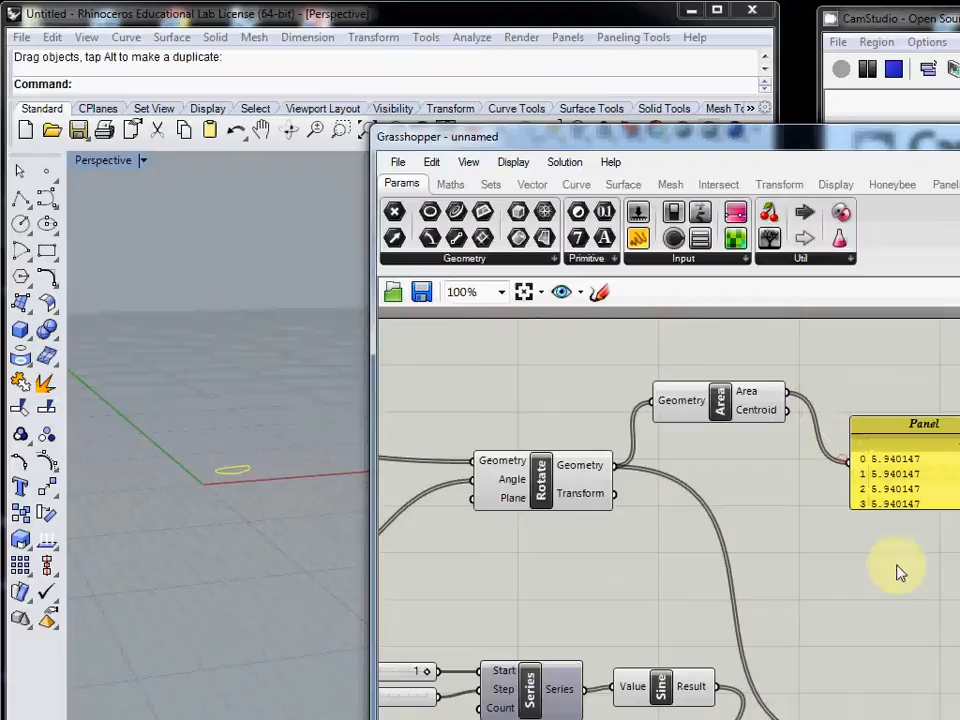 Untitled - Rhinoceros Educational Lab License (64-bit) - [Perspective]
File Edit View Curve Surface Solid Mesh Dimension Transform Tools Analyze Render Panels Paneling Tools Help
Drag objects, tap Alt to make a duplicate:
Command:
Standard CPlanes Set View Display Select Viewport Layout Visibility Transform Curve Tools Surface Tools Solid Tools Mesh To
Perspective
CamStudio - Open Sour
File Region Options
Grasshopper - unnamed
File Edit View Display Solution Help
Params Maths Sets Vector Curve Surface Mesh Intersect Transform Display Honeybee Panelin
Geometry Primitive Input Util
100%
Geometry Area Area
Centroid
Panel
0 5.940147
1 5.940147
2 5.940147
3 5.940147
Geometry Rotate Geometry
Angle
Plane Transform
1
Start
Step Series Series
Count
Value Sine Result